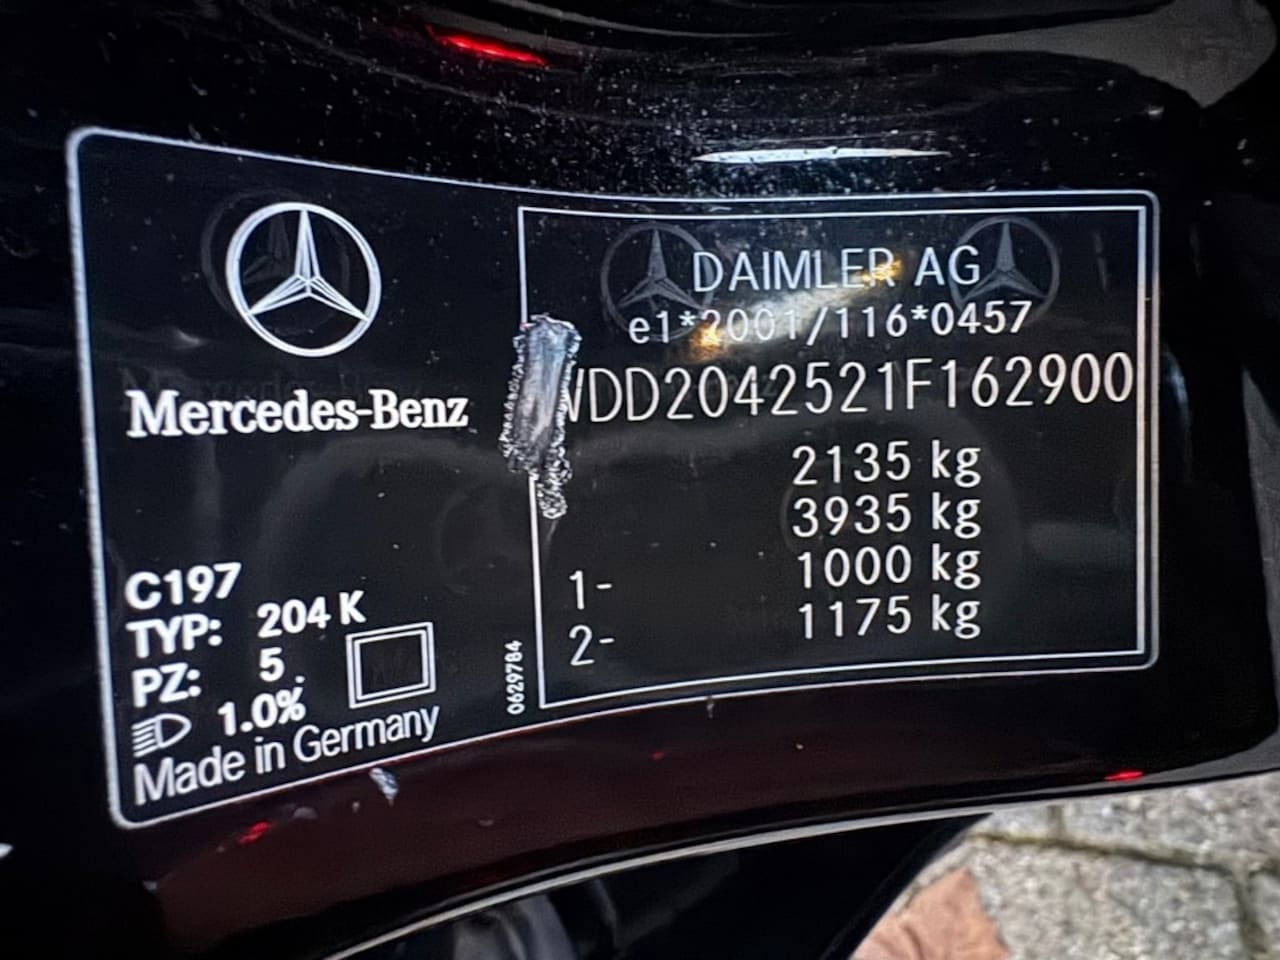 Mercedes-Benz
C197
TYP: 204 K
PZ: 5
1.0%
Made in Germany
0629784
DAIMLER AG
e1*2001/116*0457
WDD2042521F162900
2135 kg
3935 kg
1- 1000 kg
2- 1175 kg